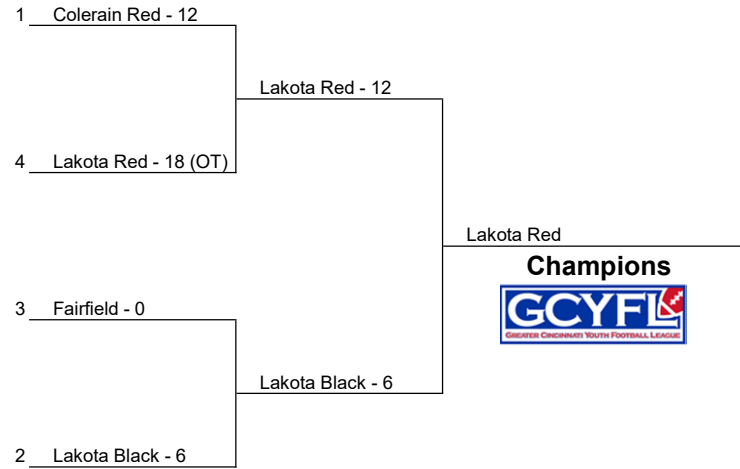 1 Colerain Red - 12
Lakota Red - 12
4 Lakota Red - 18 (OT)
Lakota Red
Champions
GCYFL
GREATER CINCINNATI YOUTH FOOTBALL LEAGUE
3 Fairfield - 0
Lakota Black - 6
2 Lakota Black - 6